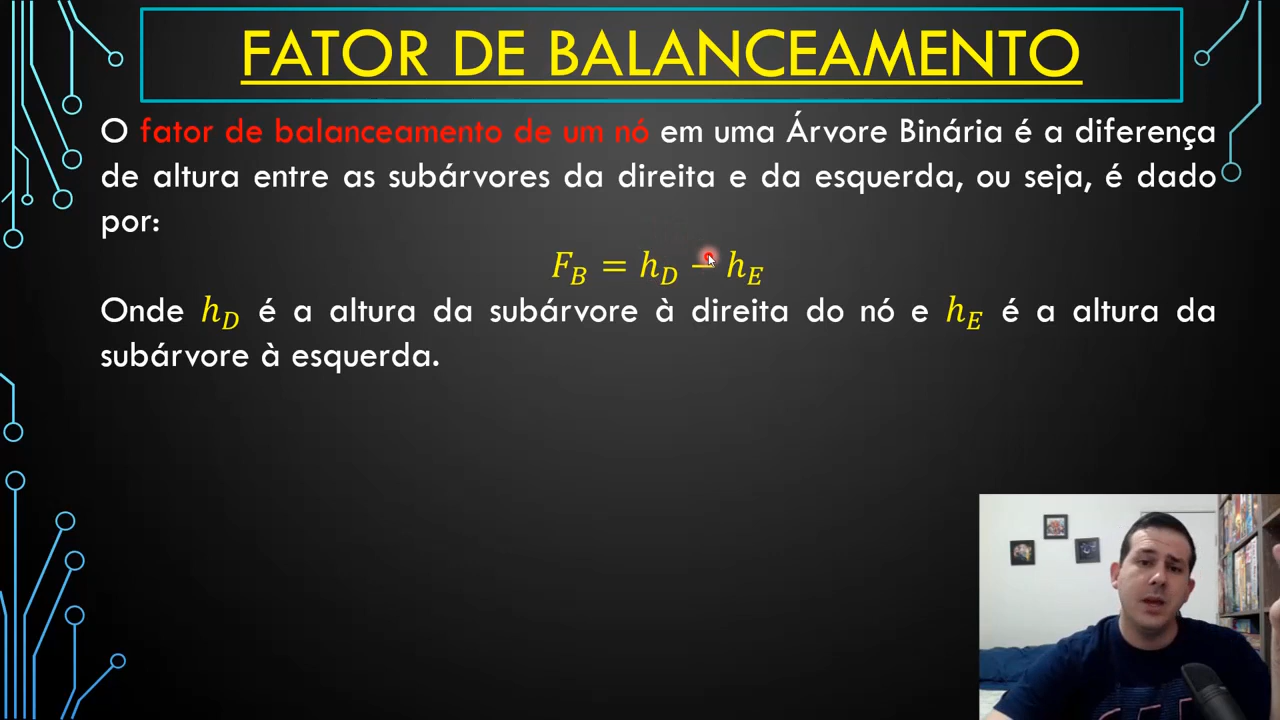 FATOR DE BALANCEAMENTO
O fator de balanceamento de um nó em uma Árvore Binária é a diferença
de altura entre as subárvores da direita e da esquerda, ou seja, é dado
por:
F_B = h_D − h_E
Onde h_D é a altura da subárvore à direita do nó e h_E é a altura da
subárvore à esquerda.